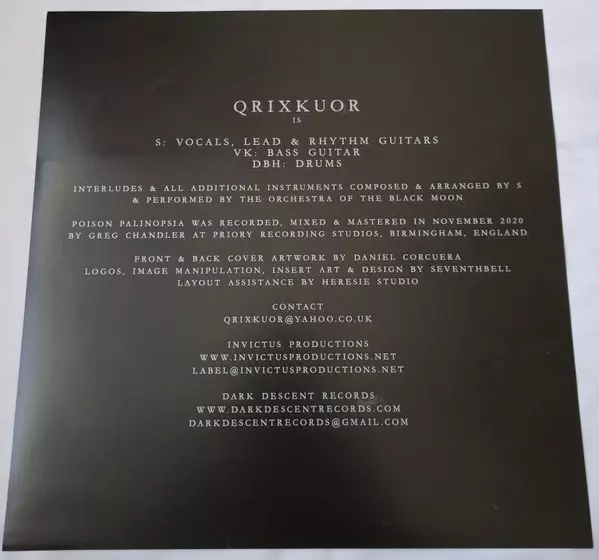 QRIXKUOR
IS
S: VOCALS, LEAD & RHYTHM GUITARS
VK: BASS GUITAR
DBH: DRUMS
INTERLUDES & ALL ADDITIONAL INSTRUMENTS COMPOSED & ARRANGED BY S
& PERFORMED BY THE ORCHESTRA OF THE BLACK MOON
POISON PALINOPSIA WAS RECORDED, MIXED & MASTERED IN NOVEMBER 2020
BY GREG CHANDLER AT PRIORY RECORDING STUDIOS, BIRMINGHAM, ENGLAND
FRONT & BACK COVER ARTWORK BY DANIEL CORCUERA
LOGOS, IMAGE MANIPULATION, INSERT ART & DESIGN BY SEVENTHBELL
LAYOUT ASSISTANCE BY HERESIE STUDIO
CONTACT
QRIXKUOR@YAHOO.CO.UK
INVICTUS PRODUCTIONS
WWW.INVICTUSPRODUCTIONS.NET
LABEL@INVICTUSPRODUCTIONS.NET
DARK DESCENT RECORDS
WWW.DARKDESCENTRECORDS.COM
DARKDESCENTRECORDS@GMAIL.COM